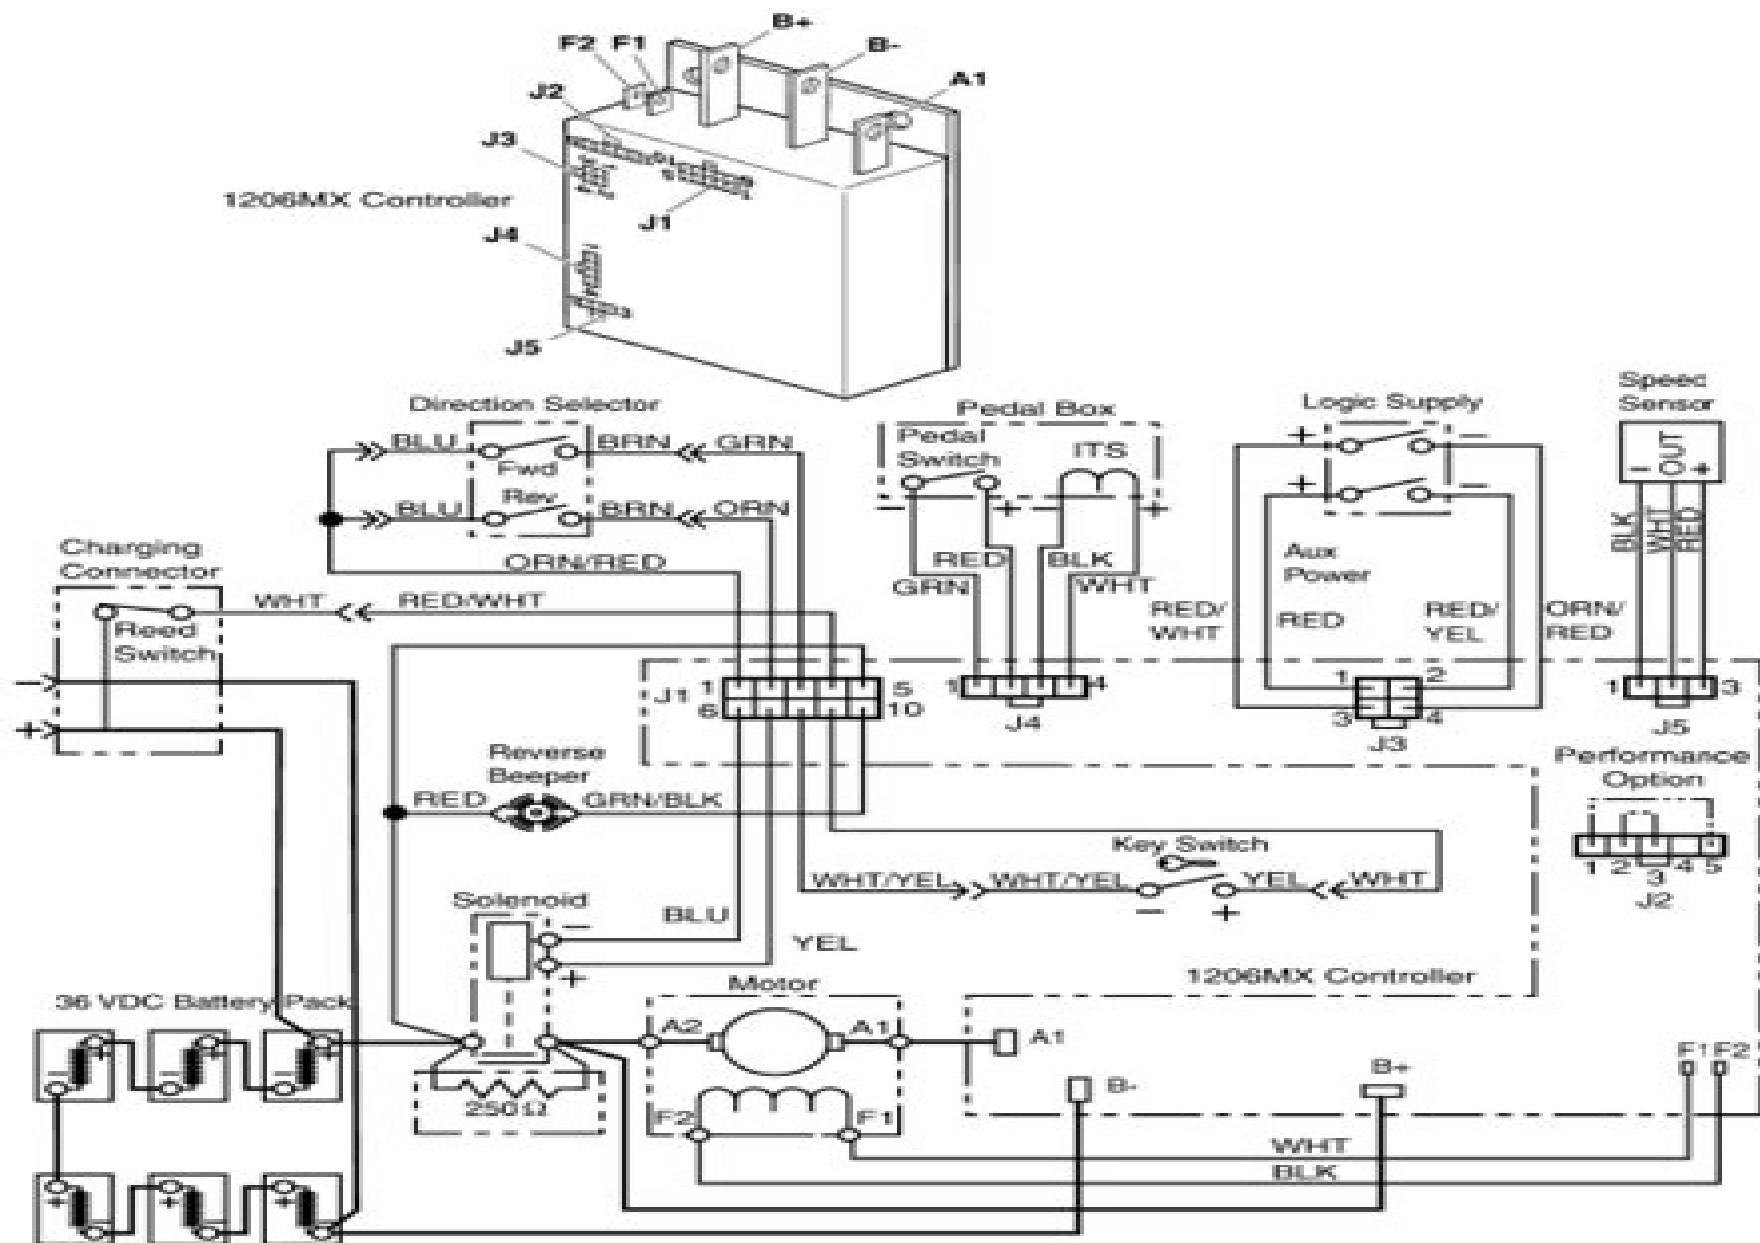 B+
F2 F1
B-
J2
A1
J3
1206MX Controller
J1
J4
J5
Direction Selector
BLU
BRN
GRN
Fwd
Rev
BLU
BRN
ORN
ORN/RED
Pedal Box
Pedal
Switch
ITS
-
+
+
RED
BLK
GRN
WHT
Logic Supply
+
-
+
-
Aux
Power
RED/
WHT
RED
RED/
YEL
ORN/
RED
Speed
Sensor
- OUT +
BLK
WHT
RED
Charging
Connector
WHT
RED/WHT
Reed
Switch
-
+
J1
1
5
6
10
1
4
J4
1
2
3
4
J3
1
3
J5
Performance
Option
1 2 3 4 5
J2
Reverse
Beeper
RED
GRN/BLK
Key Switch
WHT/YEL
WHT/YEL
YEL
WHT
-
+
Solenoid
-
+
BLU
YEL
1206MX Controller
36 VDC Battery Pack
+
+
+
-
-
-
Motor
A2
A1
A1
250Ω
F2
F1
B-
B+
F1 F2
WHT
BLK
+
+
+
-
-
-